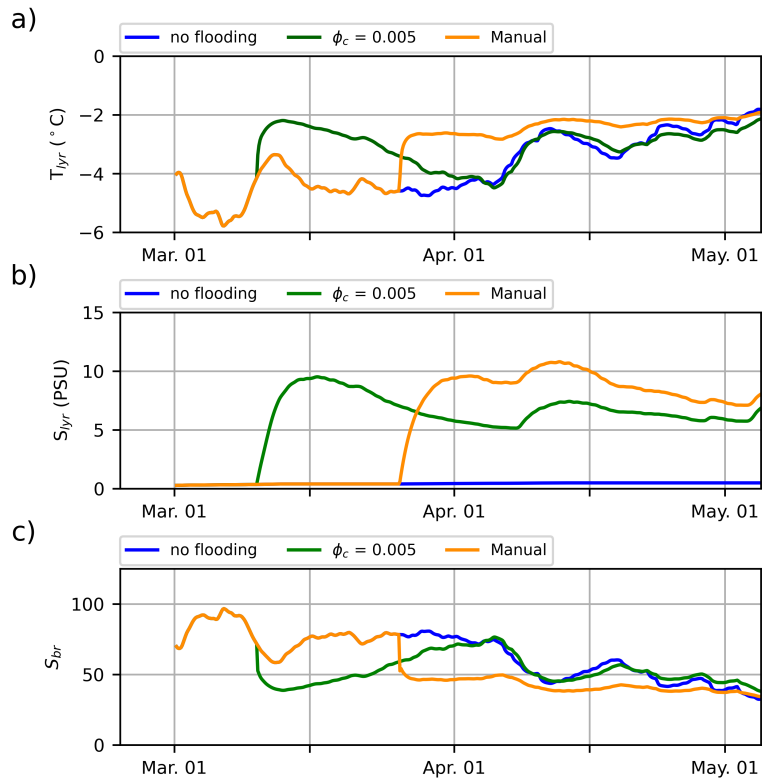 a)
no flooding ϕc = 0.005 Manual
0
−2
−4
−6
Tlyr (°C)
Mar. 01 Apr. 01 May. 01
b)
no flooding ϕc = 0.005 Manual
15
10
5
0
Slyr (PSU)
Mar. 01 Apr. 01 May. 01
c)
no flooding ϕc = 0.005 Manual
100
50
0
Sbr
Mar. 01 Apr. 01 May. 01